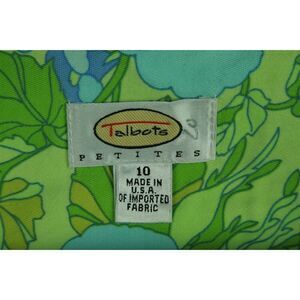 Talbots
PETITES
10
MADE IN
U.S.A.
OF IMPORTED
FABRIC